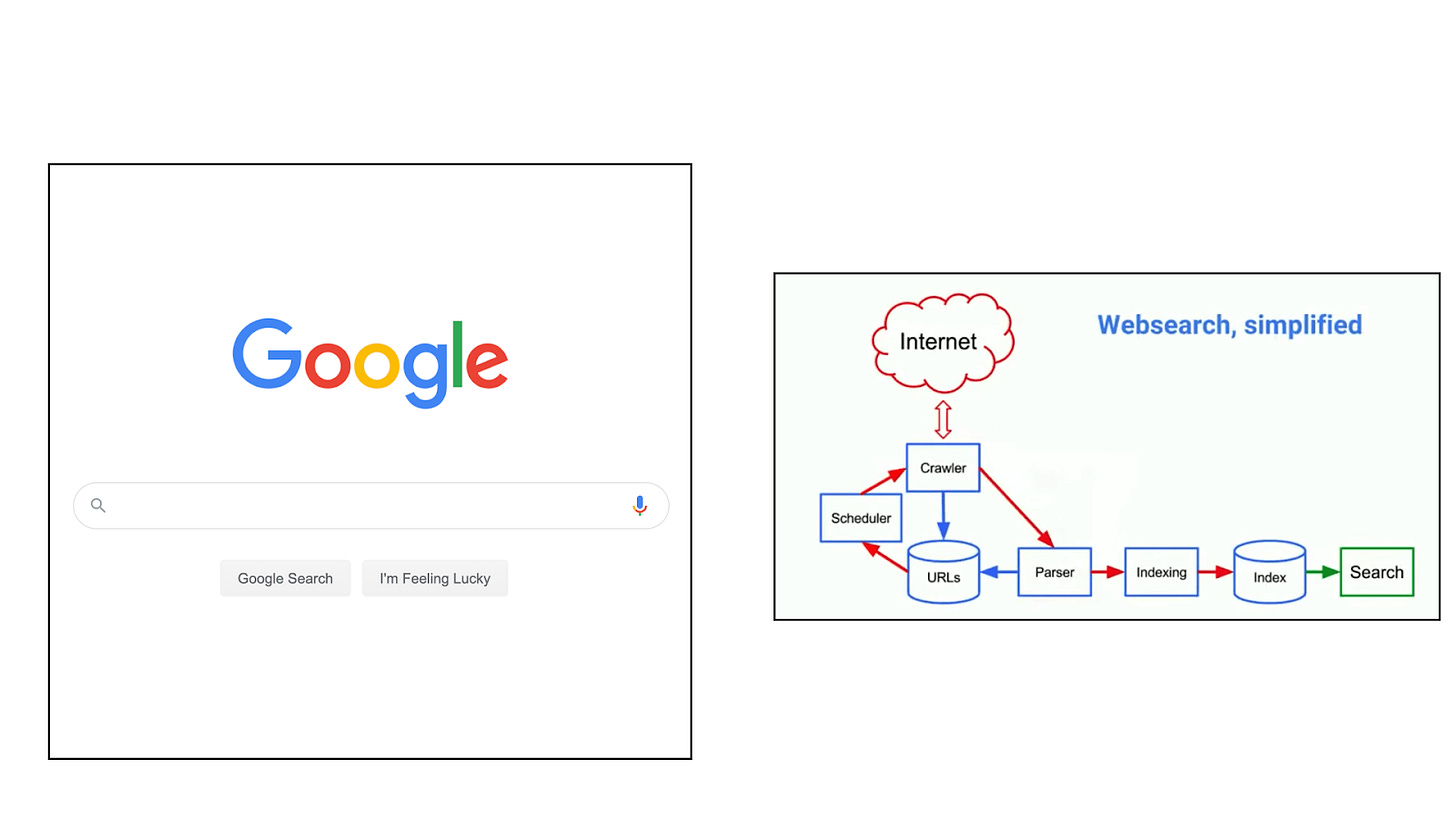 Google
Google Search
I'm Feeling Lucky
Websearch, simplified
Internet
Crawler
Scheduler
URLs
Parser
Indexing
Index
Search